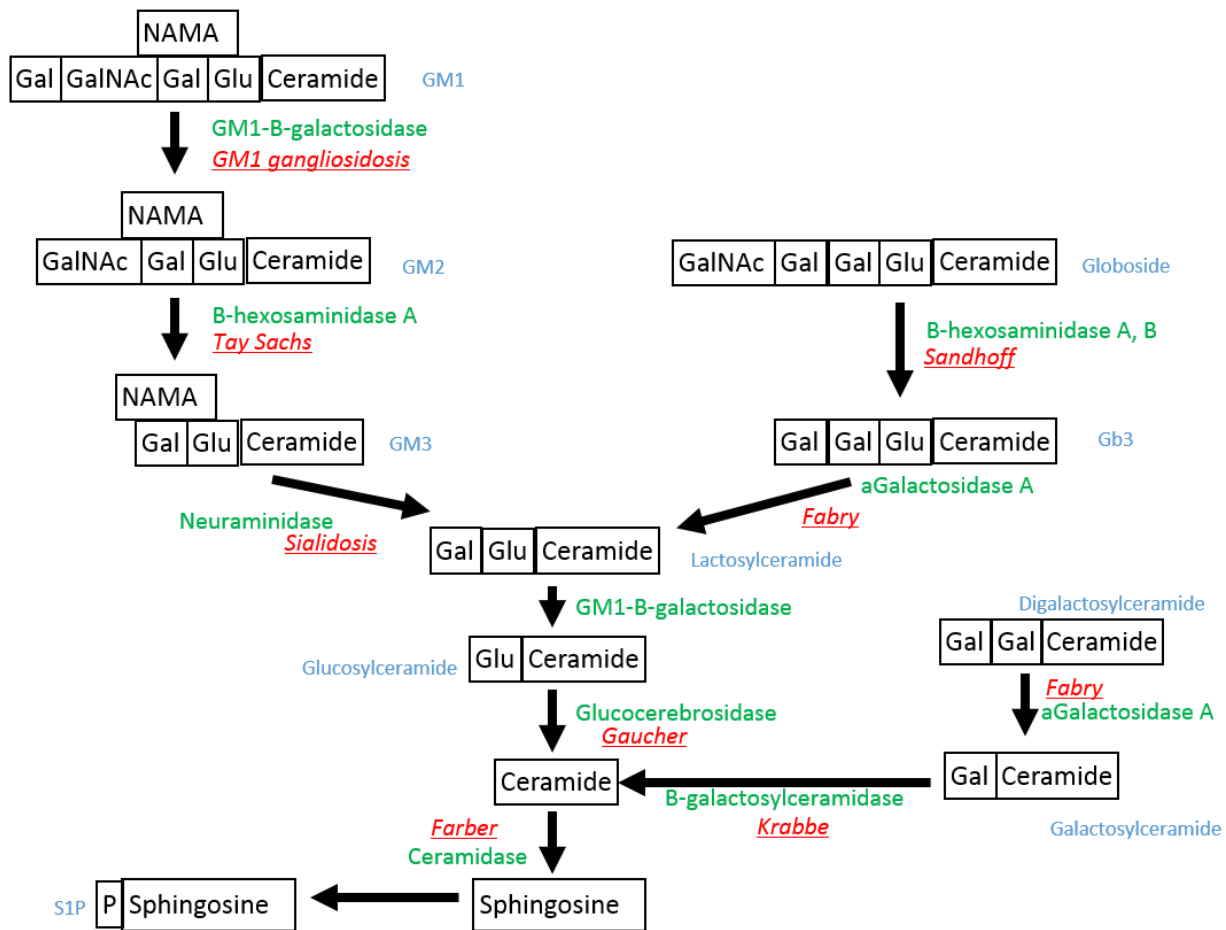 NAMA
Gal GalNAc Gal Glu Ceramide GM1
GM1-B-galactosidase
GM1 gangliosidosis
NAMA
GalNAc Gal Glu Ceramide GM2
GalNAc Gal Gal Glu Ceramide Globoside
B-hexosaminidase A
Tay Sachs
B-hexosaminidase A, B
Sandhoff
NAMA
Gal Glu Ceramide GM3
Gal Gal Glu Ceramide Gb3
aGalactosidase A
Fabry
Neuraminidase
Sialidosis
Gal Glu Ceramide Lactosylceramide
GM1-B-galactosidase
Digalactosylceramide
Gal Gal Ceramide
Glucosylceramide Glu Ceramide
Fabry
aGalactosidase A
Glucocerebrosidase
Gaucher
Ceramide
Gal Ceramide
B-galactosylceramidase
Krabbe
Galactosylceramide
Farber
Ceramidase
S1P P Sphingosine
Sphingosine